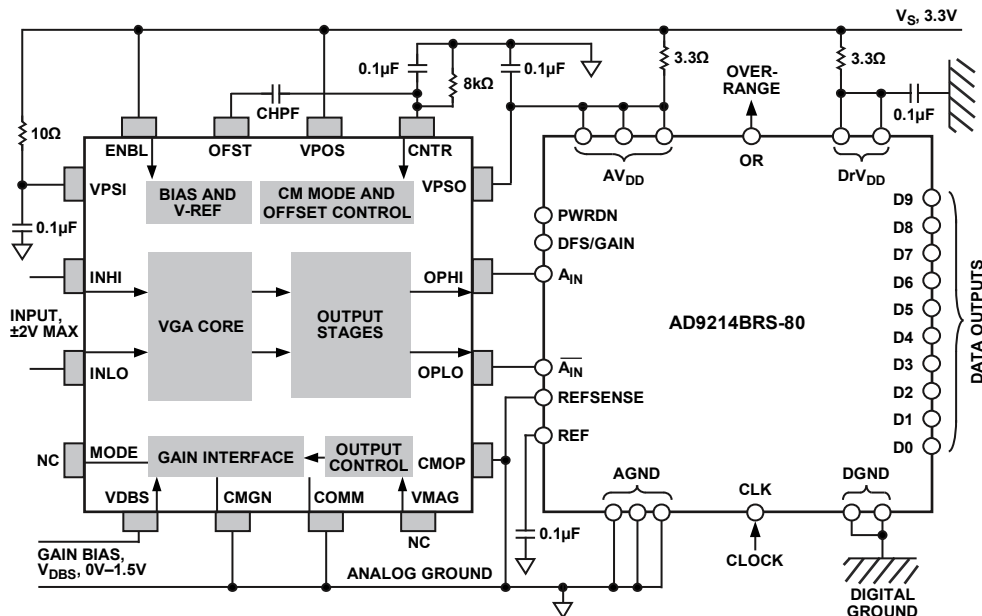 V_S, 3.3V
10Ω
0.1µF
CHPF
0.1µF
8kΩ
0.1µF
3.3Ω
OVER-
RANGE
3.3Ω
0.1µF
ENBL
OFST
VPOS
CNTR
AV_DD
OR
DrV_DD
VPSI
BIAS AND
V-REF
CM MODE AND
OFFSET CONTROL
VPSO
0.1µF
INHI
INPUT,
±2V MAX
INLO
VGA CORE
OUTPUT
STAGES
OPHI
OPLO
NC
MODE
GAIN INTERFACE
OUTPUT
CONTROL
CMOP
VDBS
CMGN
COMM
VMAG
NC
GAIN BIAS,
V_DBS, 0V–1.5V
ANALOG GROUND
PWRDN
DFS/GAIN
A_IN
A̅_I̅N̅
REFSENSE
REF
0.1µF
AD9214BRS-80
D9
D8
D7
D6
D5
D4
D3
D2
D1
D0
DATA OUTPUTS
AGND
CLK
CLOCK
DGND
DIGITAL
GROUND